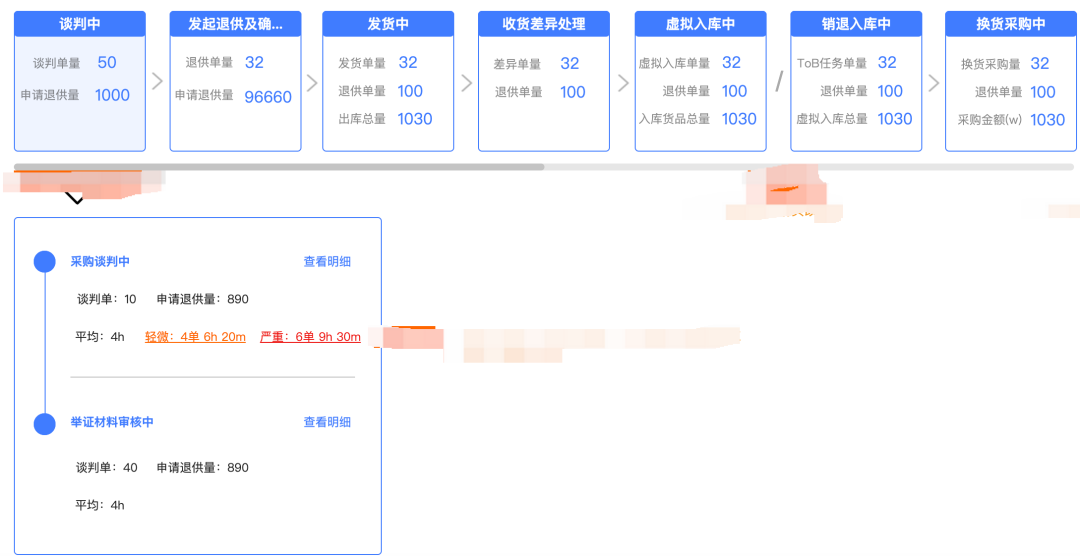 谈判中
谈判单量 50
申请退供量 1000
发起退供及确...
退供单量 32
申请退供量 96660
发货中
发货单量 32
退供单量 100
出库总量 1030
收货差异处理
差异单量 32
退供单量 100
虚拟入库中
虚拟入库单量 32
退供单量 100
入库货品总量 1030
/
销退入库中
ToB任务单量 32
退供单量 100
虚拟入库总量 1030
换货采购中
换货采购量 32
退供单量 100
采购金额(w) 1030
采购谈判中 查看明细
谈判单：10 申请退供量：890
平均：4h 轻微：4单 6h 20m 严重：6单 9h 30m
举证材料审核中 查看明细
谈判单：40 申请退供量：890
平均：4h